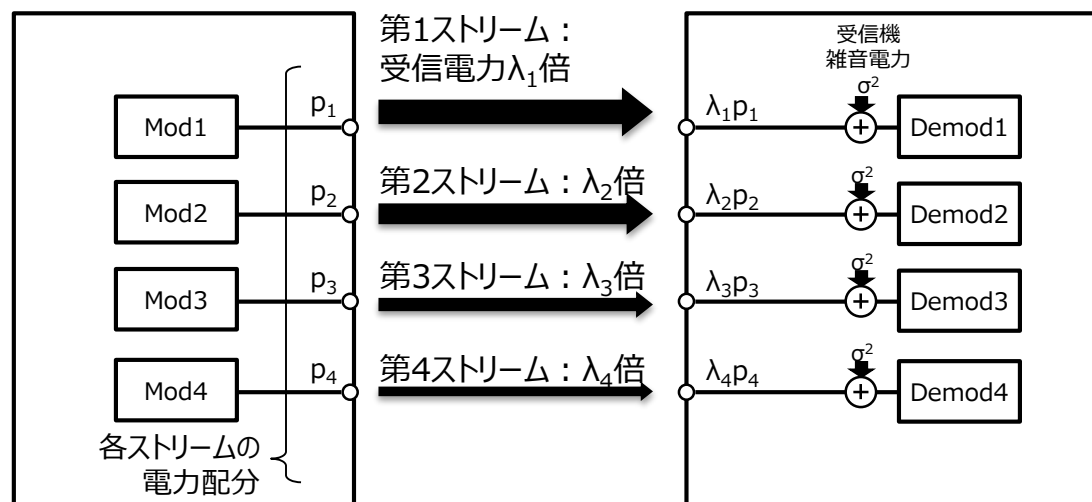 第1ストリーム：
受信電力λ₁倍
受信機
雑音電力
Mod1
p₁
λ₁p₁
σ²
+
Demod1
第2ストリーム：λ₂倍
Mod2
p₂
λ₂p₂
σ²
+
Demod2
第3ストリーム：λ₃倍
Mod3
p₃
λ₃p₃
σ²
+
Demod3
第4ストリーム：λ₄倍
Mod4
p₄
λ₄p₄
σ²
+
Demod4
各ストリームの
電力配分